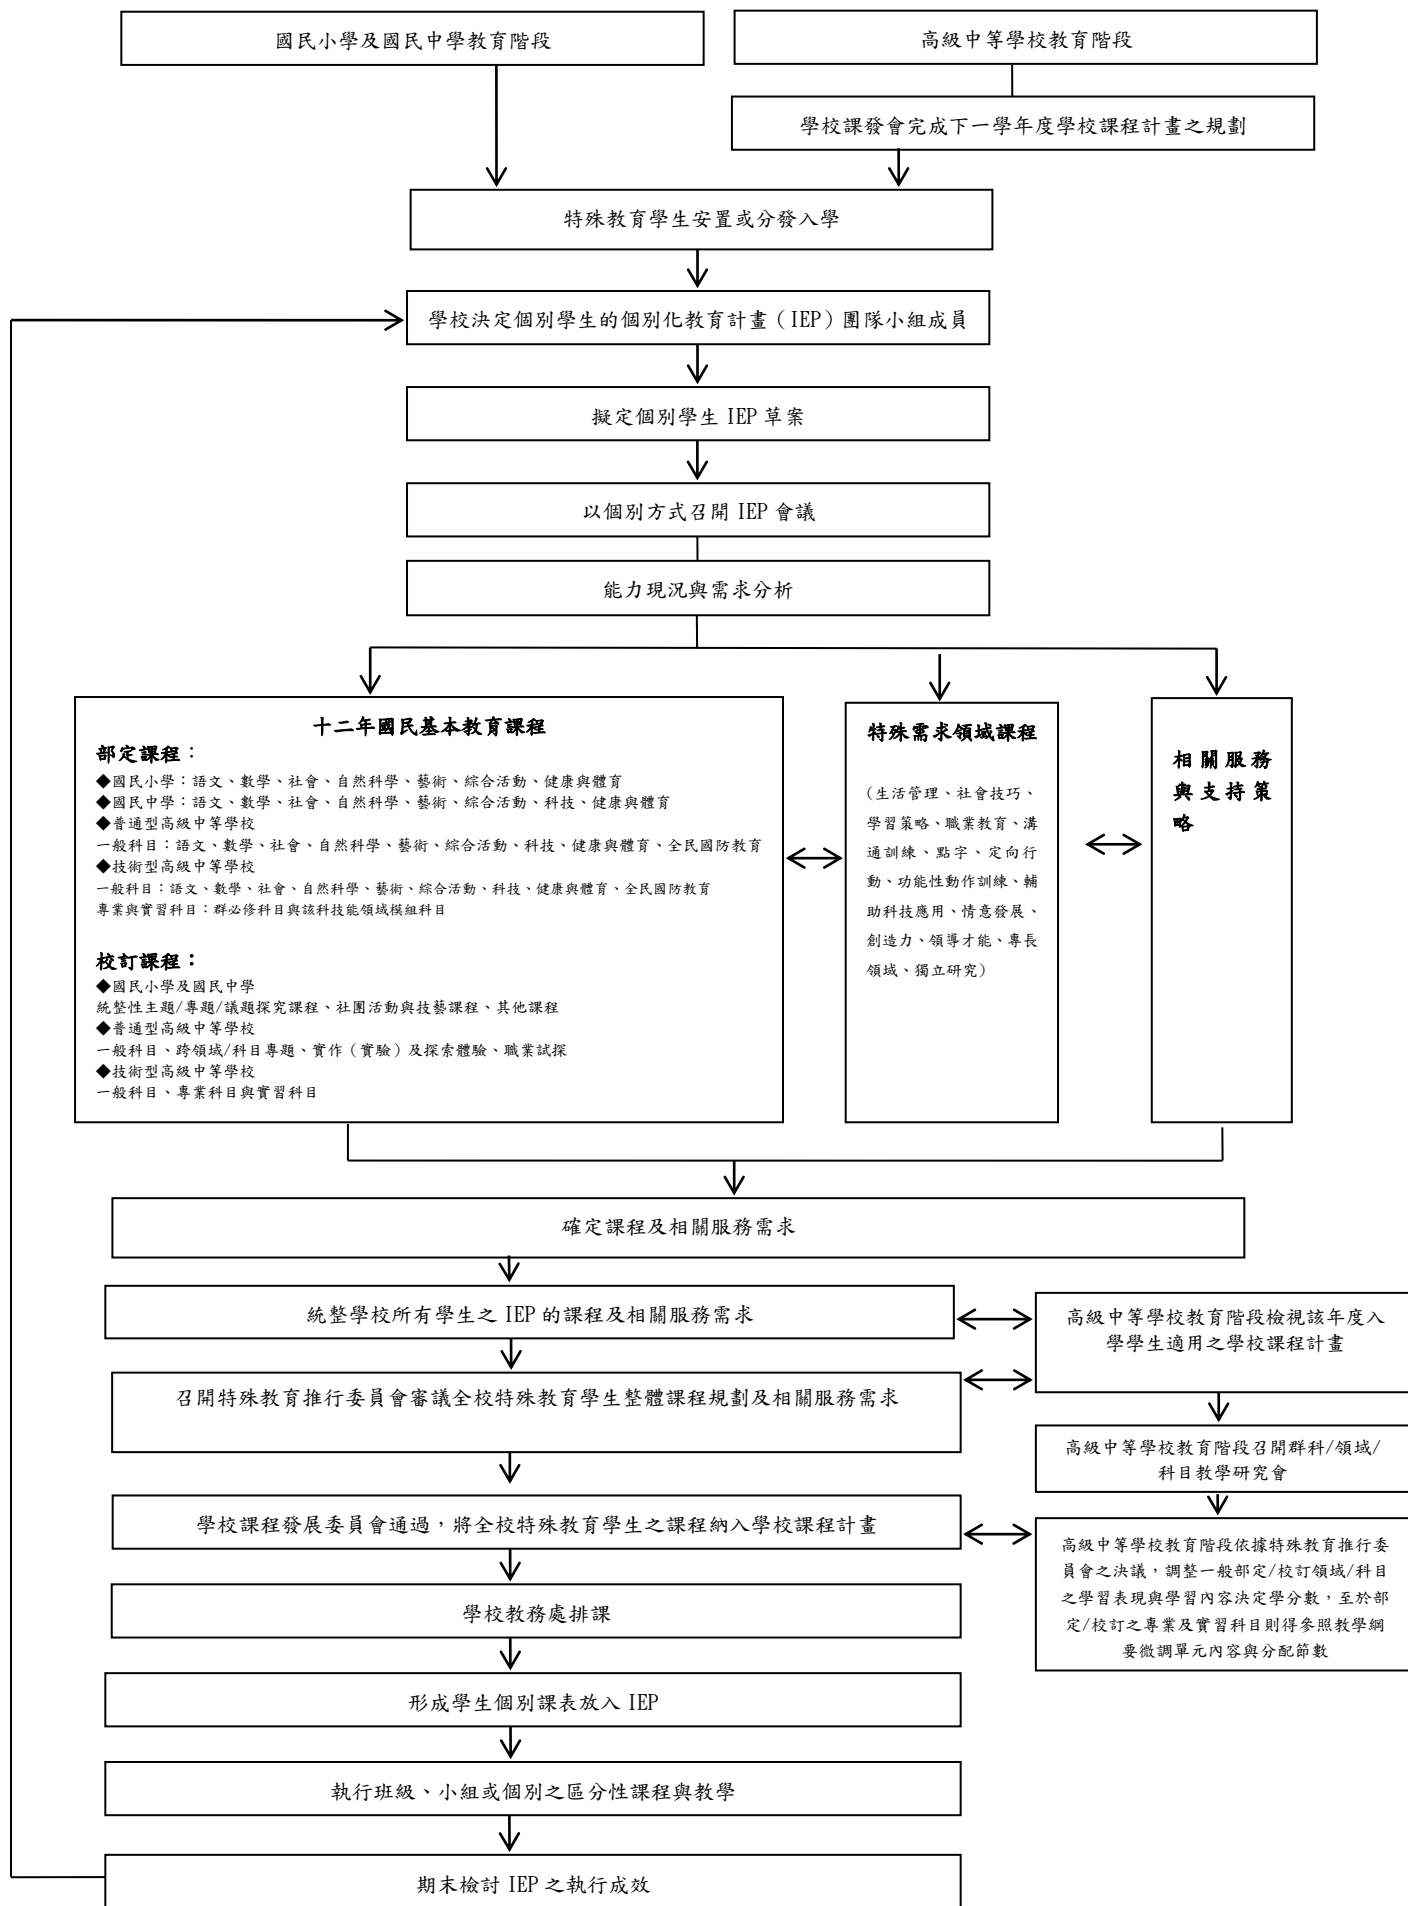 國民小學及國民中學教育階段
高級中等學校教育階段
學校課發會完成下一學年度學校課程計畫之規劃
特殊教育學生安置或分發入學
學校決定個別學生的個別化教育計畫（IEP）團隊小組成員
擬定個別學生 IEP 草案
以個別方式召開 IEP 會議
能力現況與需求分析
十二年國民基本教育課程
部定課程：
◆國民小學：語文、數學、社會、自然科學、藝術、綜合活動、健康與體育
◆國民中學：語文、數學、社會、自然科學、藝術、綜合活動、科技、健康與體育
◆普通型高級中等學校
一般科目：語文、數學、社會、自然科學、藝術、綜合活動、科技、健康與體育、全民國防教育
◆技術型高級中等學校
一般科目：語文、數學、社會、自然科學、藝術、綜合活動、科技、健康與體育、全民國防教育
專業與實習科目：群必修科目與該科技能領域模組科目
校訂課程：
◆國民小學及國民中學
統整性主題/專題/議題探究課程、社團活動與技藝課程、其他課程
◆普通型高級中等學校
一般科目、跨領域/科目專題、實作（實驗）及探索體驗、職業試探
◆技術型高級中等學校
一般科目、專業科目與實習科目
特殊需求領域課程
(生活管理、社會技巧、
學習策略、職業教育、溝
通訓練、點字、定向行
動、功能性動作訓練、輔
助科技應用、情意發展、
創造力、領導才能、專長
領域、獨立研究)
相關服務
與支持策
略
確定課程及相關服務需求
統整學校所有學生之 IEP 的課程及相關服務需求
高級中等學校教育階段檢視該年度入
學學生適用之學校課程計畫
召開特殊教育推行委員會審議全校特殊教育學生整體課程規劃及相關服務需求
高級中等學校教育階段召開群科/領域/
科目教學研究會
學校課程發展委員會通過，將全校特殊教育學生之課程納入學校課程計畫
高級中等學校教育階段依據特殊教育推行委
員會之決議，調整一般部定/校訂領域/科目
之學習表現與學習內容決定學分數，至於部
定/校訂之專業及實習科目則得參照教學綱
要微調單元內容與分配節數
學校教務處排課
形成學生個別課表放入 IEP
執行班級、小組或個別之區分性課程與教學
期末檢討 IEP 之執行成效